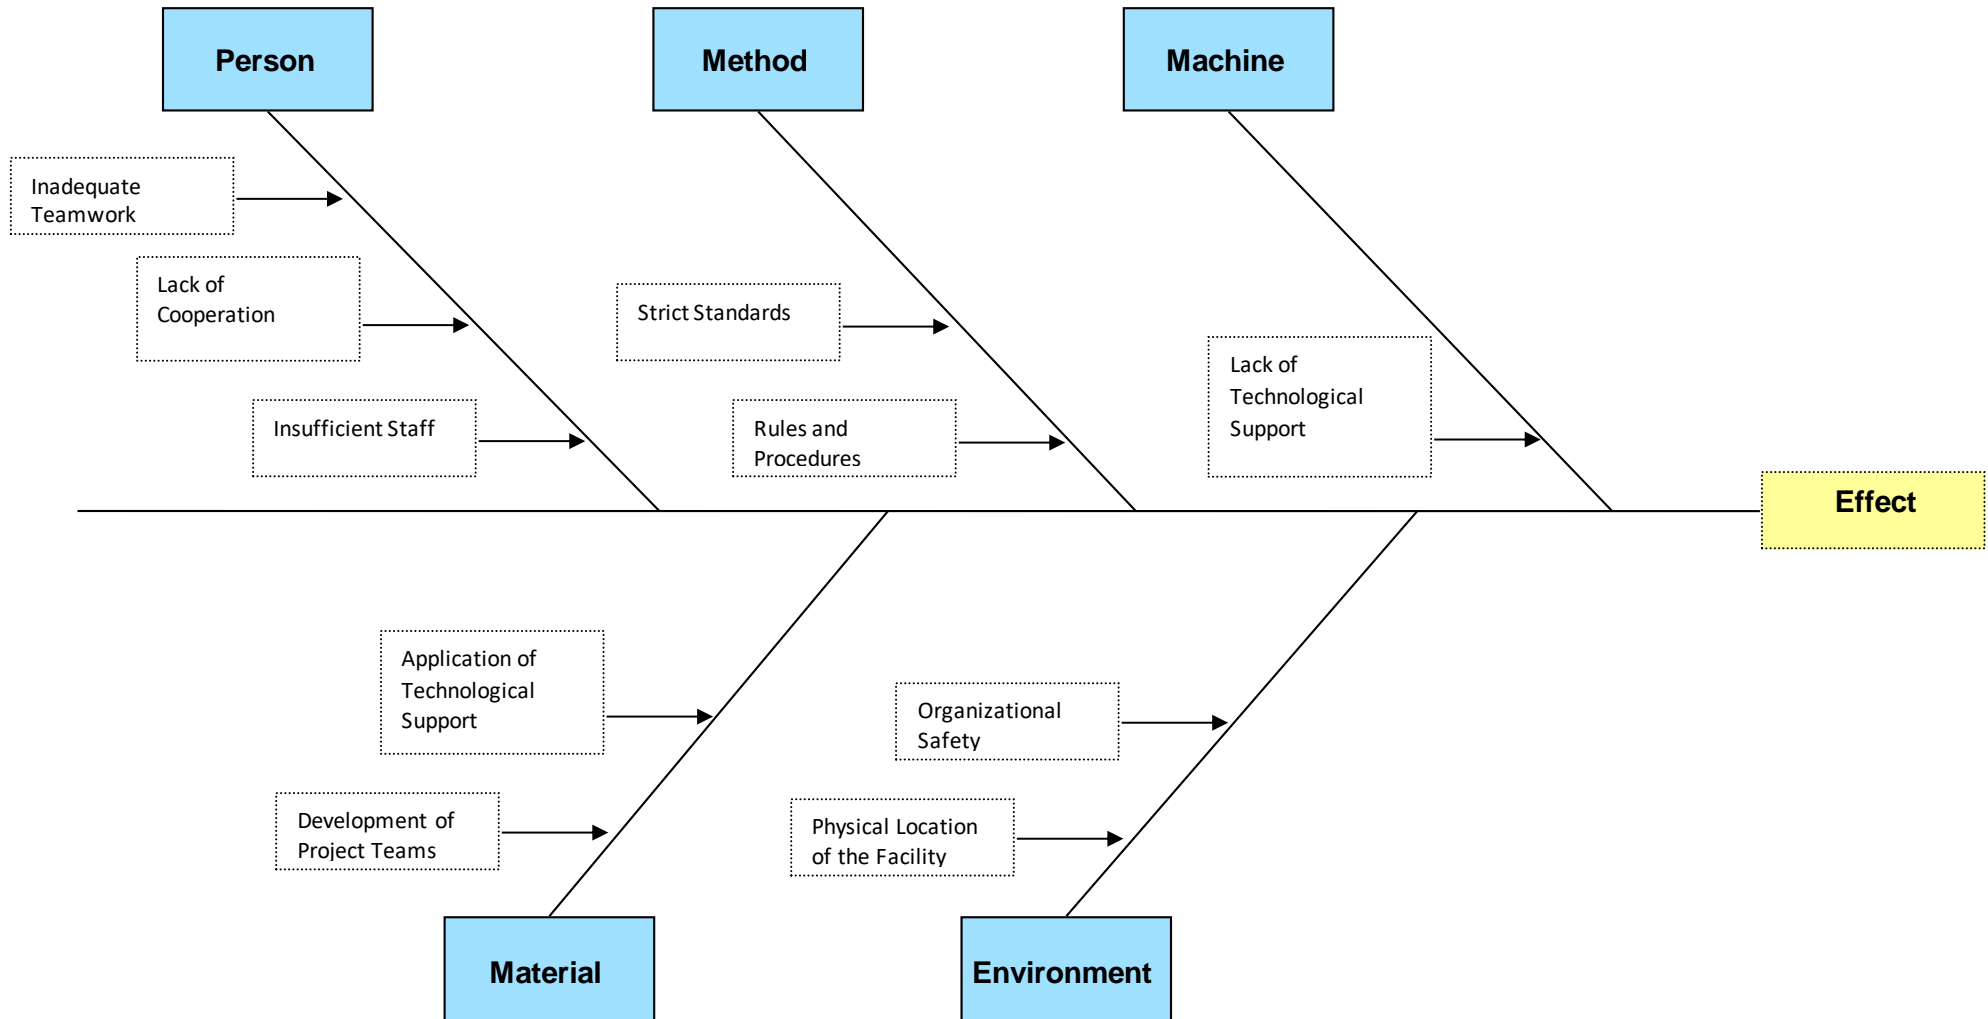 Person
Method
Machine
Inadequate
Teamwork
Lack of
Cooperation
Strict Standards
Lack of
Technological
Support
Insufficient Staff
Rules and
Procedures
Effect
Application of
Technological
Support
Organizational
Safety
Development of
Project Teams
Physical Location
of the Facility
Material
Environment